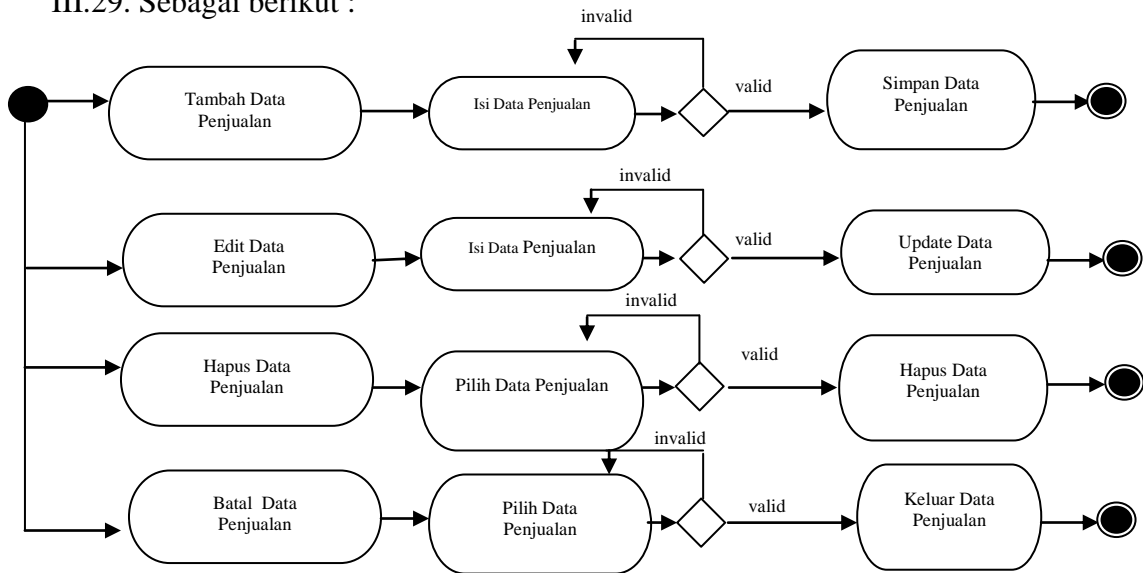 III.29. Sebagai berikut :
invalid
Tambah Data
Penjualan
Isi Data Penjualan
valid
Simpan Data
Penjualan
invalid
Edit Data
Penjualan
Isi Data Penjualan
valid
Update Data
Penjualan
invalid
Hapus Data
Penjualan
Pilih Data Penjualan
valid
Hapus Data
Penjualan
invalid
Batal Data
Penjualan
Pilih Data
Penjualan
valid
Keluar Data
Penjualan